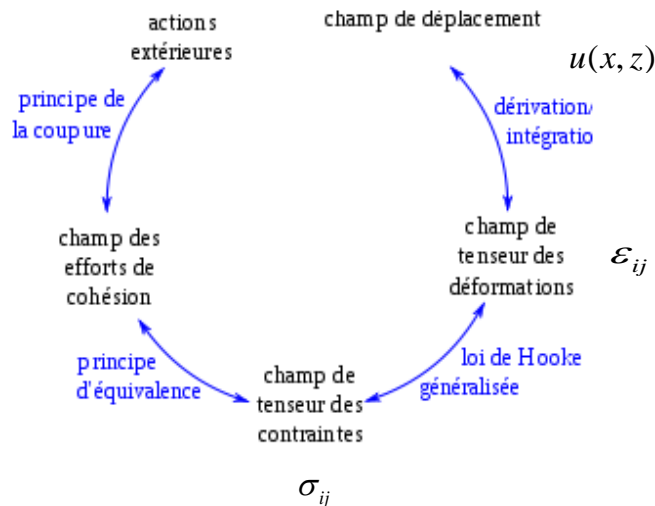 actions
extérieures
champ de déplacement
u(x, z)
principe de
la coupure
dérivation/
intégratio
champ des
efforts de
cohésion
champ de
tenseur des
déformations
ε_ij
principe
d'équivalence
loi de Hooke
généralisée
champ de
tenseur des
contraintes
σ_ij